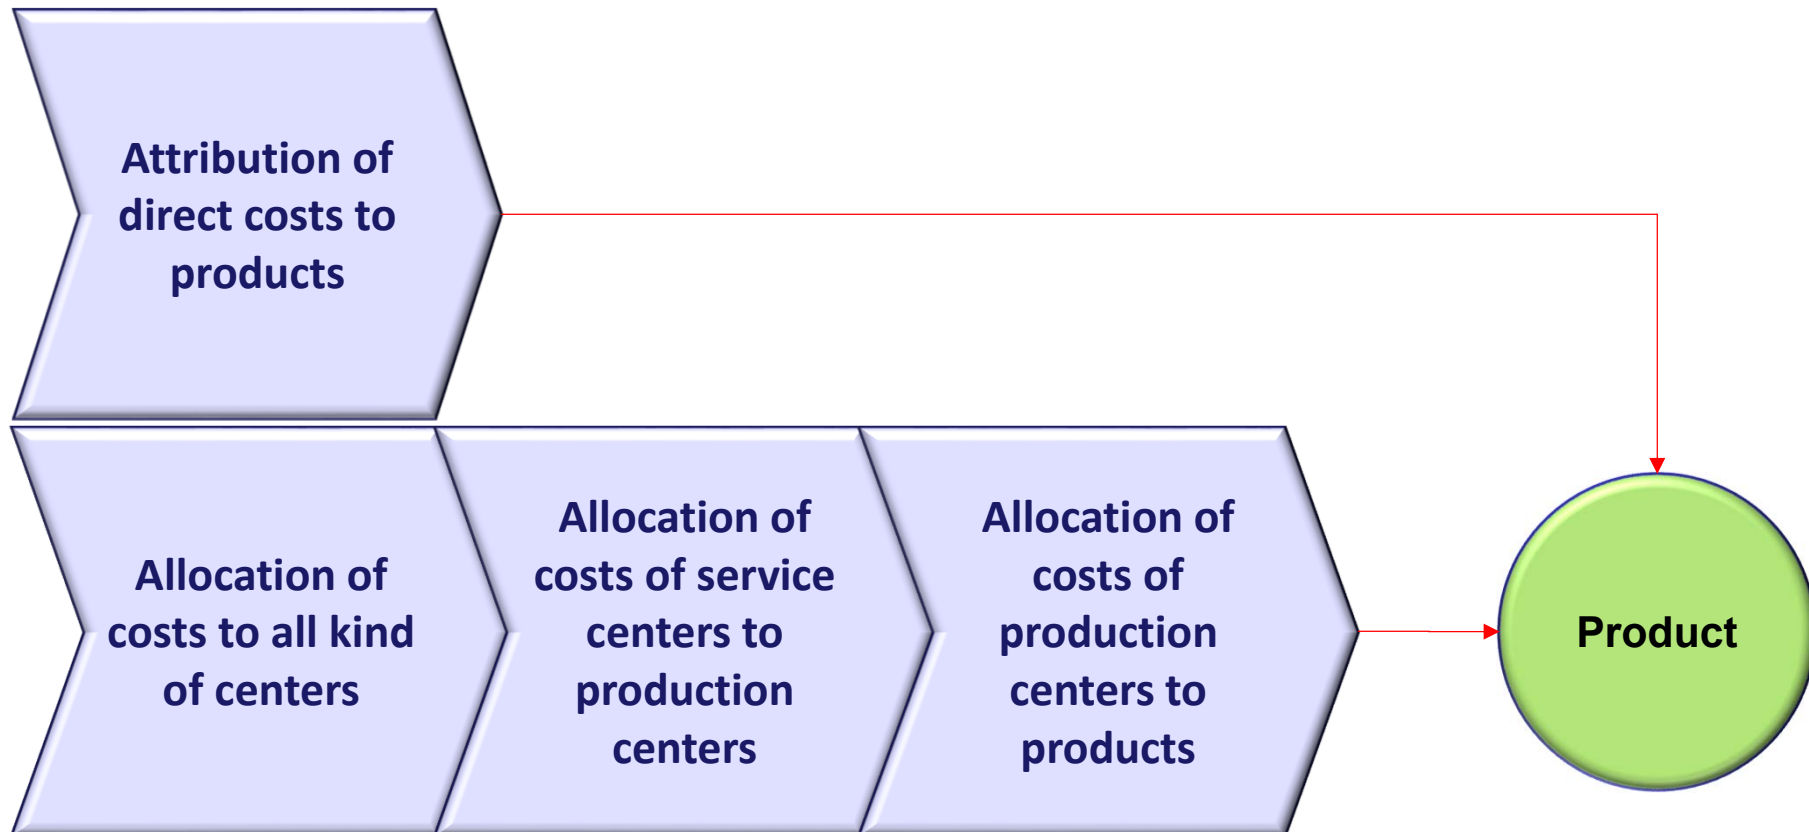 Attribution of
direct costs to
products
Allocation of
costs to all kind
of centers
Allocation of
costs of service
centers to
production
centers
Allocation of
costs of
production
centers to
products
Product